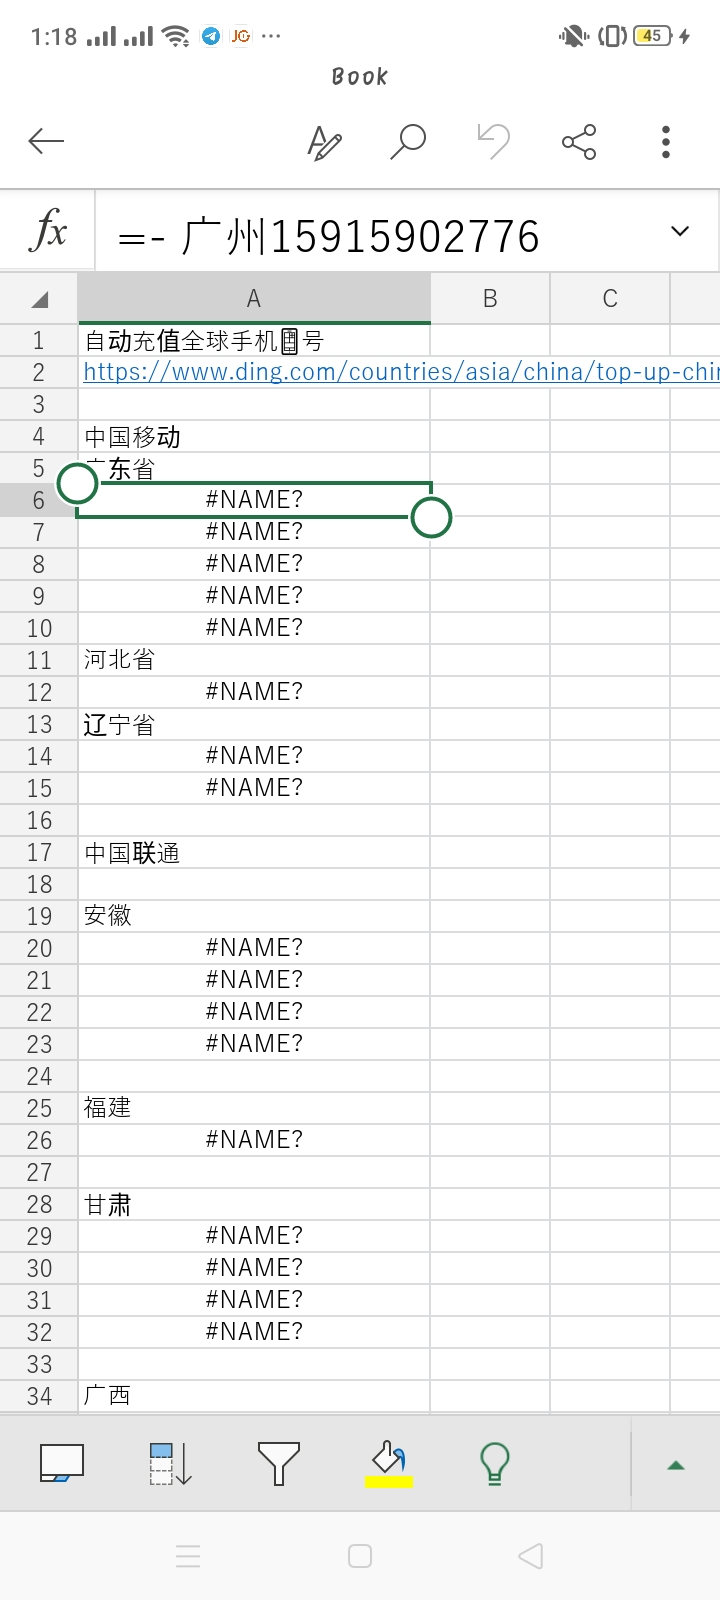 1:18
JG
45
Book
fx
=- 广州15915902776
A B C
1 自动充值全球手机号
2 https://www.ding.com/countries/asia/china/top-up-chi
3
4 中国移动
5 东省
6 #NAME?
7 #NAME?
8 #NAME?
9 #NAME?
10 #NAME?
11 河北省
12 #NAME?
13 辽宁省
14 #NAME?
15 #NAME?
16
17 中国联通
18
19 安徽
20 #NAME?
21 #NAME?
22 #NAME?
23 #NAME?
24
25 福建
26 #NAME?
27
28 甘肃
29 #NAME?
30 #NAME?
31 #NAME?
32 #NAME?
33
34 广西